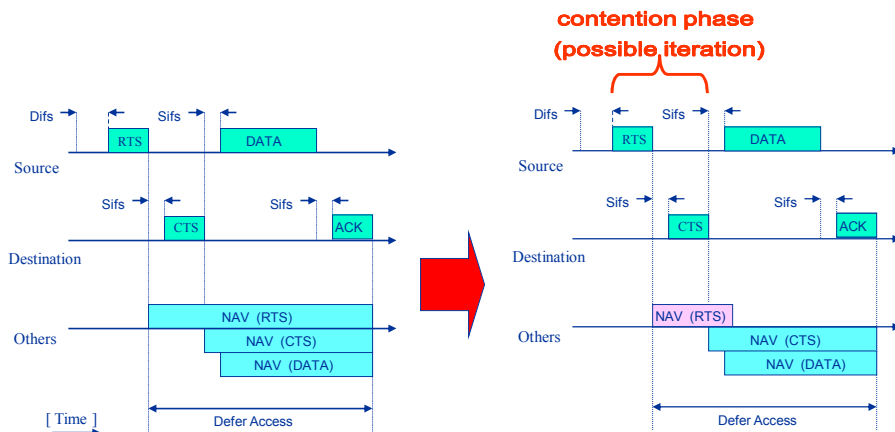 contention phase
(possible iteration)
Difs
Sifs
RTS
DATA
Source
Sifs
Sifs
CTS
ACK
Destination
NAV (RTS)
Others
NAV (CTS)
NAV (DATA)
[ Time ]
Defer Access
Difs
Sifs
RTS
DATA
Source
Sifs
Sifs
CTS
ACK
Destination
NAV (RTS)
Others
NAV (CTS)
NAV (DATA)
Defer Access